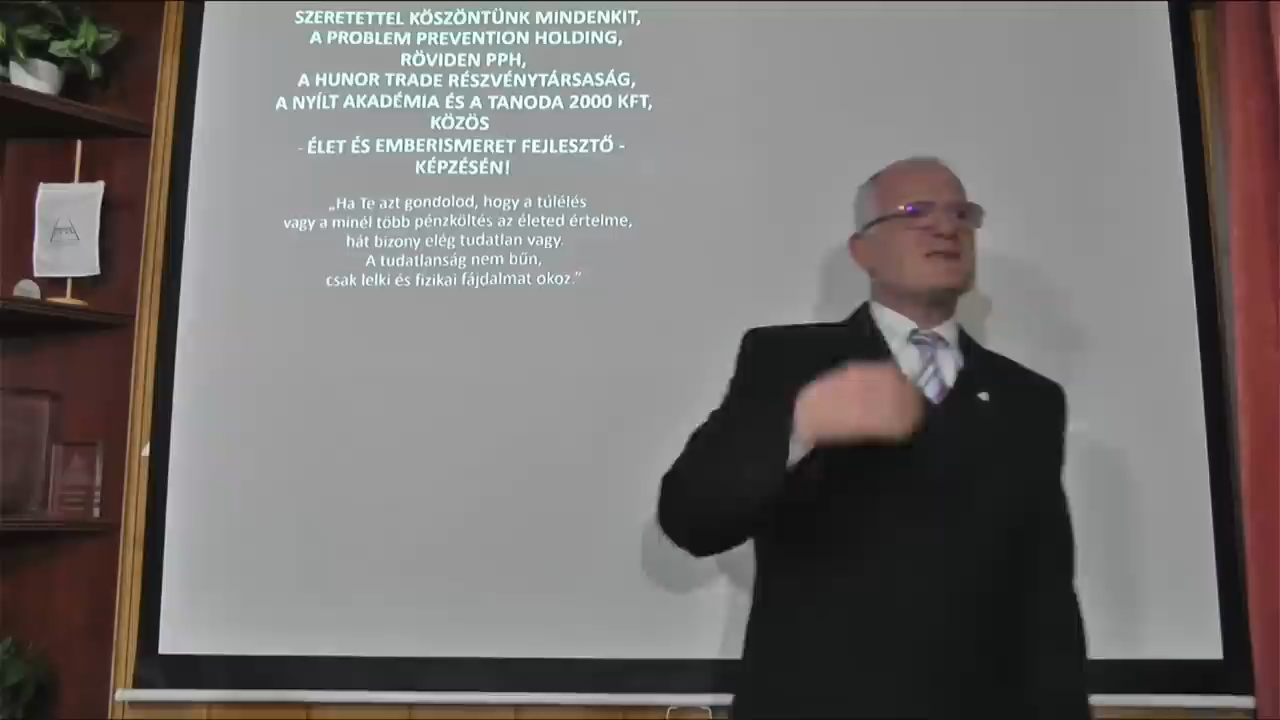 SZERETETTEL KÖSZÖNTÜNK MINDENKIT,
A PROBLEM PREVENTION HOLDING,
RÖVIDEN PPH,
A HUNOR TRADE RÉSZVÉNYTÁRSASÁG,
A NYÍLT AKADÉMIA ÉS A TANODA 2000 KFT,
KÖZÖS
- ÉLET ÉS EMBERISMERET FEJLESZTŐ -
KÉPZÉSÉN!
„Ha Te azt gondolod, hogy a túlélés
vagy a minél több pénzköltés az életed értelme,
hát bizony elég tudatlan vagy.
A tudatlanság nem bűn,
csak lelki és fizikai fájdalmat okoz.”